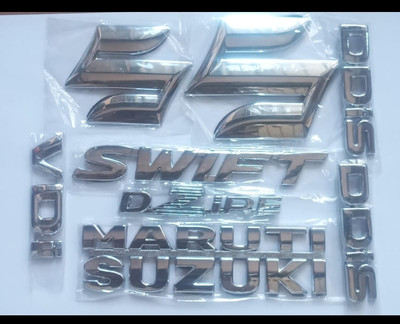 SWIFT
DZIRE
MARUTI
SUZUKI
VDi
DDiS
DDiS